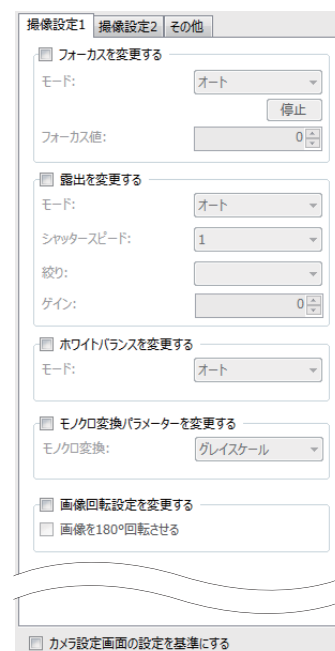 撮像設定1 撮像設定2 その他
フォーカスを変更する
モード: オート
停止
フォーカス値: 0
露出を変更する
モード: オート
シャッタースピード: 1
絞り:
ゲイン: 0
ホワイトバランスを変更する
モード: オート
モノクロ変換パラメーターを変更する
モノクロ変換: グレイスケール
画像回転設定を変更する
画像を180°回転させる
カメラ設定画面の設定を基準にする